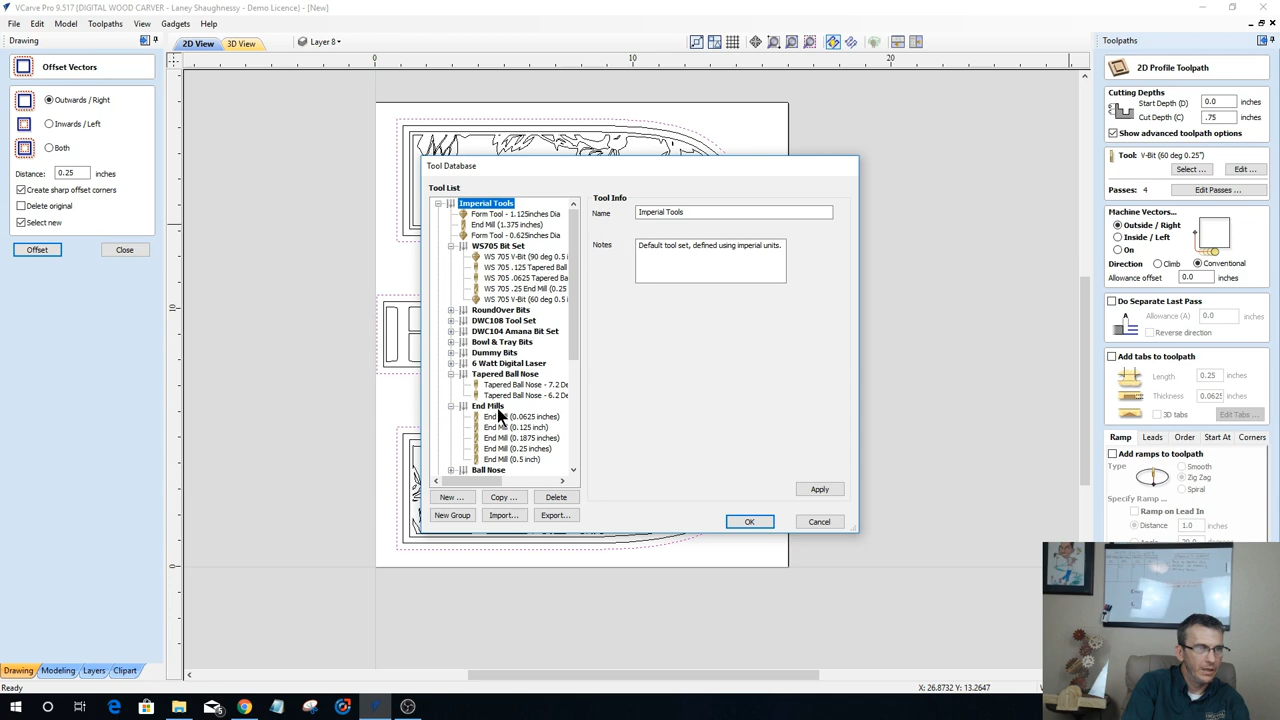 VCarve Pro 9.517 (DIGITAL WOOD CARVER) - Laney Shaughnessy - Demo Licence) - [New]
File Edit Model Toolpaths View Gadgets Help
Drawing
2D View
3D View
Layer 8
Toolpaths
0
10
20
10
0
Offset Vectors
Outwards / Right
Inwards / Left
Both
Distance: 0.25 inches
Create sharp offset corners
Delete original
Select new
Offset
Close
Tool Database
Tool List
Imperial Tools
Form Tool - 1.125inches Dia
End Mill (1.375 inches)
Form Tool - 0.625inches Dia
WS705 Bit Set
WS 705 V-Bit (90 deg 0.5 i
WS 705 .125 Tapered Ball
WS 705 .0625 Tapered Ba
WS 705 .25 End Mill (0.25
WS 705 V-Bit (60 deg 0.5 i
RoundOver Bits
DWC108 Tool Set
DWC104 Amana Bit Set
Bowl & Tray Bits
Dummy Bits
6 Watt Digital Laser
Tapered Ball Nose
Tapered Ball Nose - 7.2 De
Tapered Ball Nose - 6.2 De
End Mills
End Mill (0.0625 inches)
End Mill (0.125 inch)
End Mill (0.1875 inches)
End Mill (0.25 inches)
End Mill (0.5 inch)
Ball Nose
New ...
Copy ...
Delete
New Group
Import...
Export...
Tool Info
Name
Imperial Tools
Notes
Default tool set, defined using imperial units.
Apply
OK
Cancel
2D Profile Toolpath
Cutting Depths
Start Depth (D) 0.0 inches
Cut Depth (C) .75 inches
Show advanced toolpath options
Tool: V-Bit (60 deg 0.25")
Select ...
Edit ...
Passes: 4
Edit Passes ...
Machine Vectors...
Outside / Right
Inside / Left
On
Direction Climb Conventional
Allowance offset 0.0 inches
Do Separate Last Pass
Allowance (A) 0.0 inches
Reverse direction
Add tabs to toolpath
Length 0.25 inches
Thickness 0.0625 inches
3D tabs
Edit Tabs ...
Ramp Leads Order Start At Corners
Add ramps to toolpath
Type
Smooth
Zig Zag
Spiral
Specify Ramp ...
Ramp on Lead In
Distance 1.0 inches
Drawing Modeling Layers Clipart
Ready
X: 26.8732 Y: 13.2647